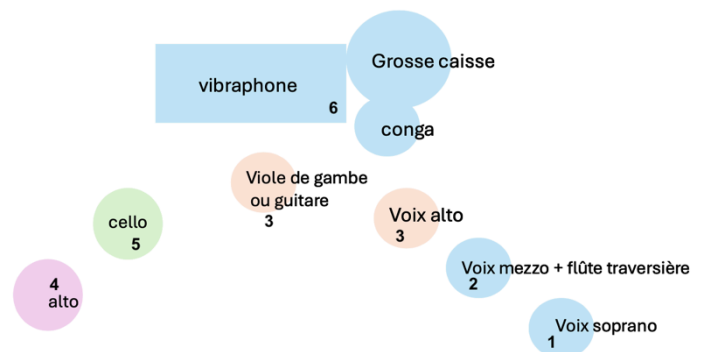 Grosse caisse
vibraphone
6
conga
Viole de gambe
ou guitare
3
Voix alto
3
cello
5
Voix mezzo + flûte traversière
2
4
alto
Voix soprano
1